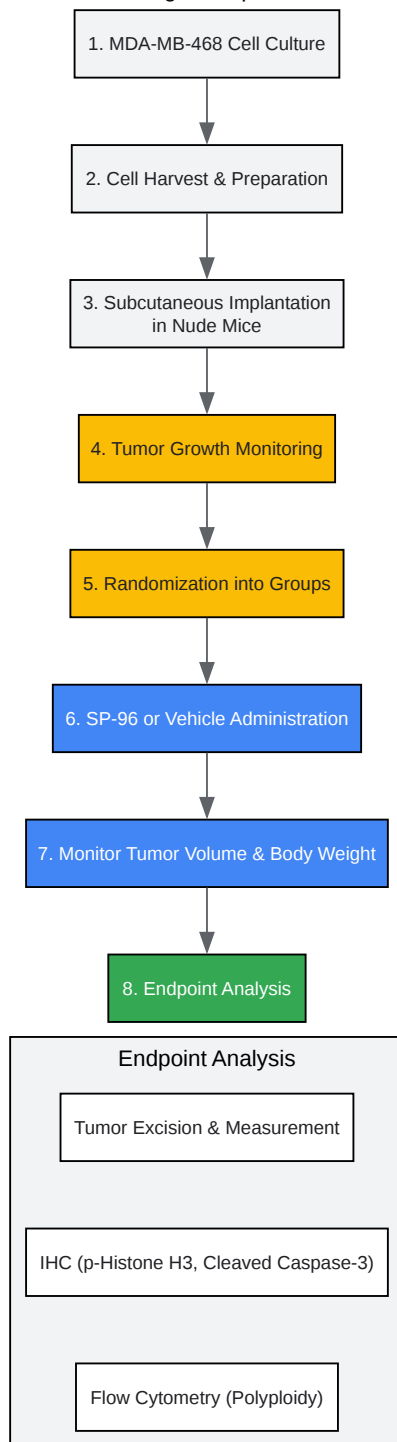 1. MDA-MB-468 Cell Culture
2. Cell Harvest & Preparation
3. Subcutaneous Implantation
in Nude Mice
4. Tumor Growth Monitoring
5. Randomization into Groups
6. SP-96 or Vehicle Administration
7. Monitor Tumor Volume & Body Weight
8. Endpoint Analysis
Endpoint Analysis
Tumor Excision & Measurement
IHC (p-Histone H3, Cleaved Caspase-3)
Flow Cytometry (Polyploidy)